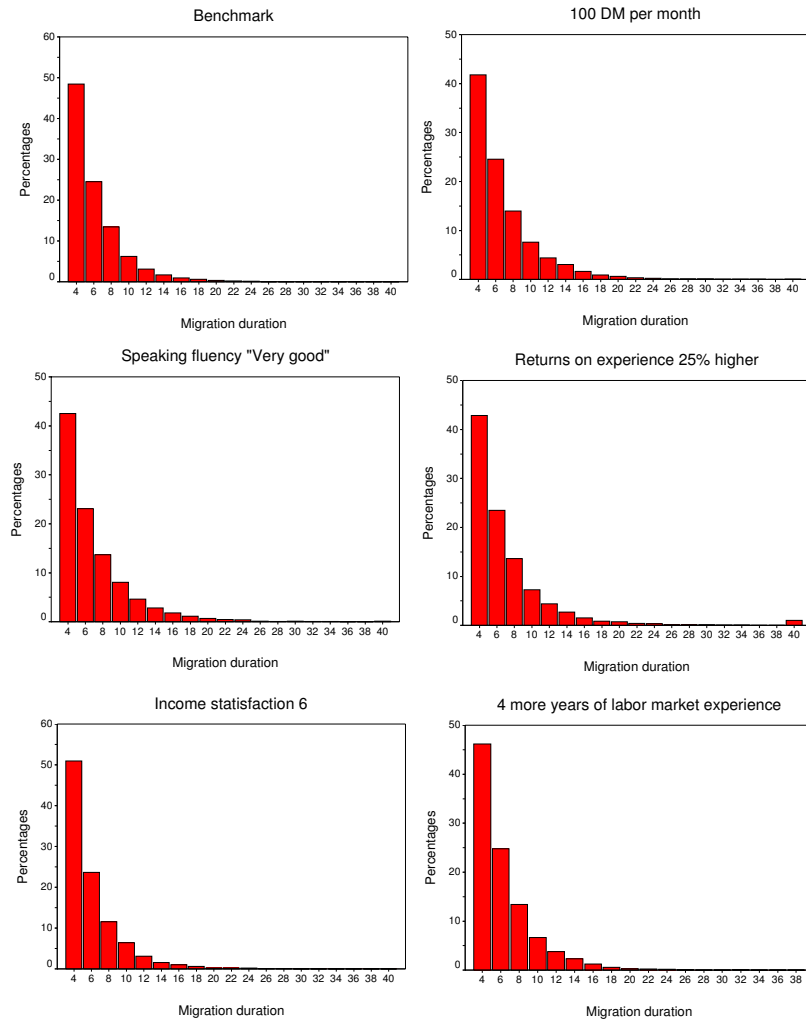 Benchmark
60
50
40
30
20
10
0
Percentages
4 6 8 10 12 14 16 18 20 22 24 26 28 30 32 34 36 38 40
Migration duration
100 DM per month
50
40
30
20
10
0
Percentages
4 6 8 10 12 14 16 18 20 22 24 26 28 30 32 34 36 38 40
Migration duration
Speaking fluency "Very good"
50
40
30
20
10
0
Percentages
4 6 8 10 12 14 16 18 20 22 24 26 28 30 32 34 36 38 40
Migration duration
Returns on experience 25% higher
50
40
30
20
10
0
Percentages
4 6 8 10 12 14 16 18 20 22 24 26 28 30 32 34 36 38 40
Migration duration
Income statisfaction 6
60
50
40
30
20
10
0
Percentages
4 6 8 10 12 14 16 18 20 22 24 26 28 30 32 34 36 38 40
Migration duration
4 more years of labor market experience
50
40
30
20
10
0
Percentages
4 6 8 10 12 14 16 18 20 22 24 26 28 30 32 34 36 38
Migration duration